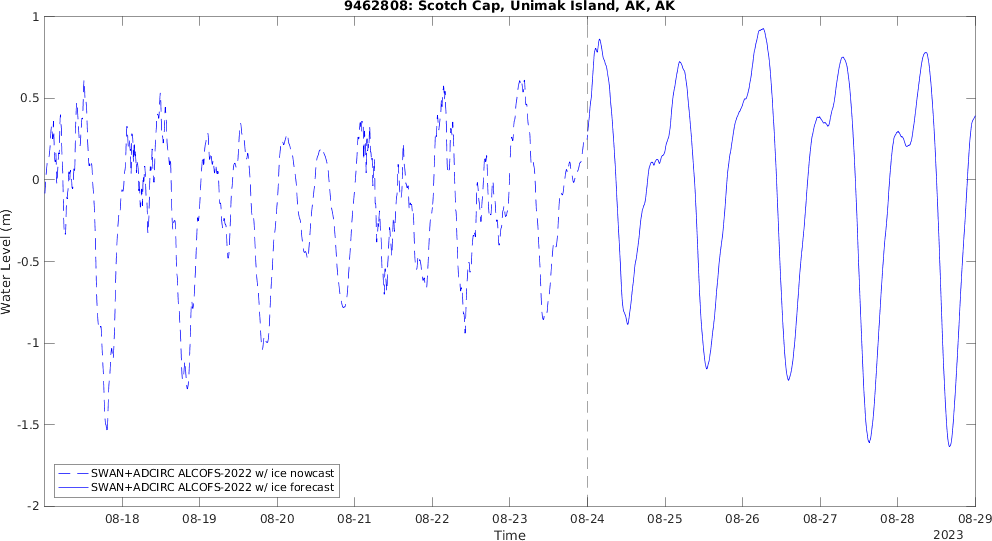 9462808: Scotch Cap, Unimak Island, AK, AK
Water Level (m)
1
0.5
0
-0.5
-1
-1.5
-2
SWAN+ADCIRC ALCOFS-2022 w/ ice nowcast
SWAN+ADCIRC ALCOFS-2022 w/ ice forecast
08-18 08-19 08-20 08-21 08-22 08-23 08-24 08-25 08-26 08-27 08-28 08-29
Time
2023